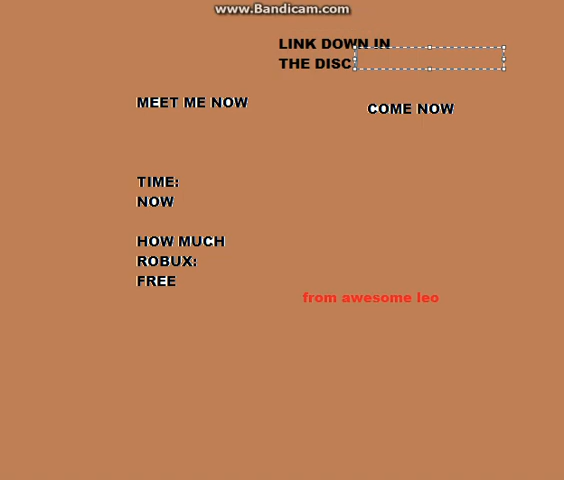 www.Bandicam.com
LINK DOWN IN
THE DISC
MEET ME NOW
COME NOW
TIME:
NOW
HOW MUCH
ROBUX:
FREE
from awesome leo